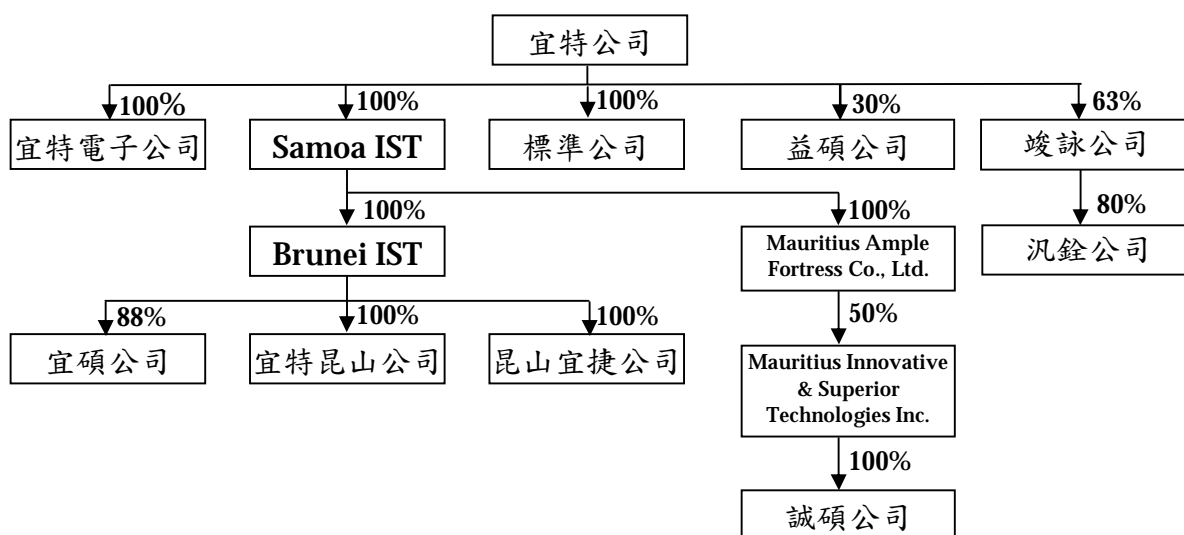 宜特公司
100% 100% 100% 30% 63%
宜特電子公司 Samoa IST 標準公司 益碩公司 竣詠公司
100% 100% 80%
Brunei IST Mauritius Ample 汎銓公司
Fortress Co., Ltd.
88% 100% 100% 50%
宜碩公司 宜特昆山公司 昆山宜捷公司 Mauritius Innovative
& Superior
Technologies Inc.
100%
誠碩公司